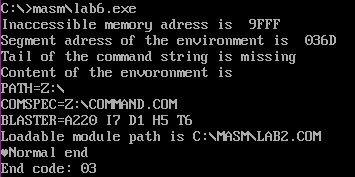 C:\>masm\lab6.exe
Inaccessible memory adress is  9FFF
Segment adress of the environment is  036D
Tail of the command string is missing
Content of the envoronment is
PATH=Z:\
COMSPEC=Z:\COMMAND.COM
BLASTER=A220 I7 D1 H5 T6
Loadable module path is C:\MASM\LAB2.COM
♥Normal end
End code: 03